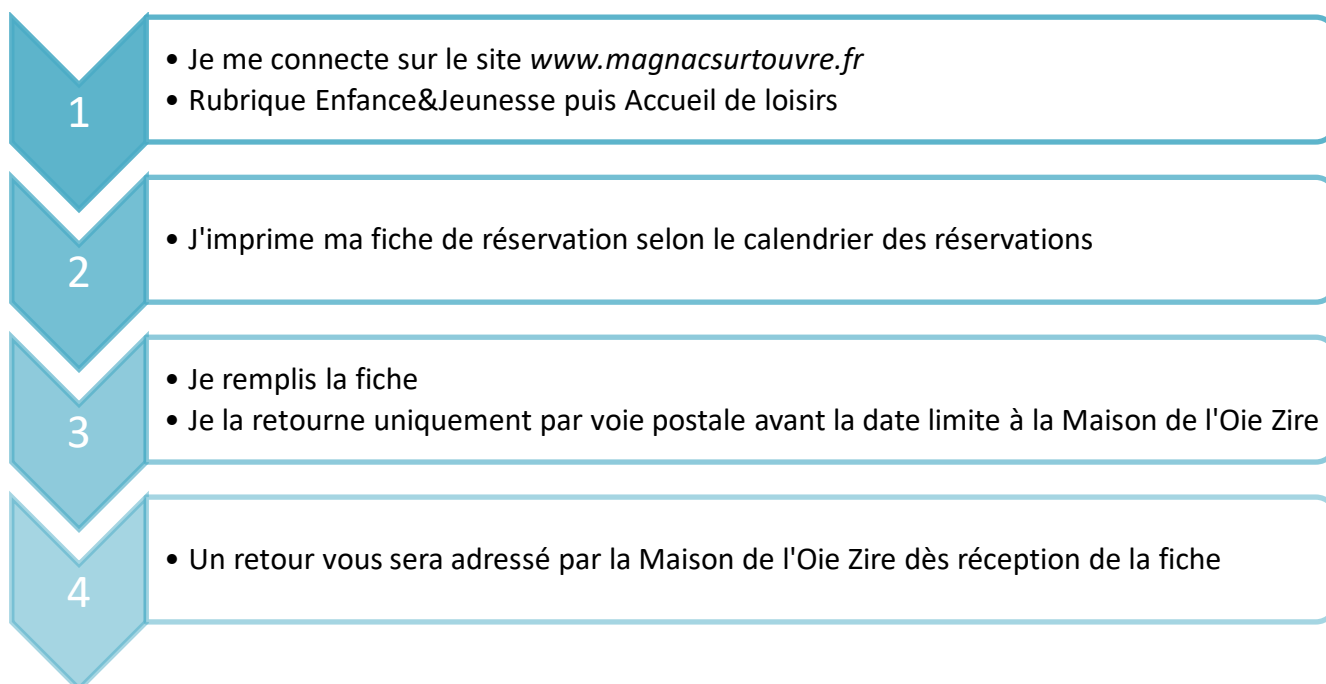 1
• Je me connecte sur le site www.magnacsurtouvre.fr
• Rubrique Enfance&Jeunesse puis Accueil de loisirs
2
• J'imprime ma fiche de réservation selon le calendrier des réservations
3
• Je remplis la fiche
• Je la retourne uniquement par voie postale avant la date limite à la Maison de l'Oie Zire
4
• Un retour vous sera adressé par la Maison de l'Oie Zire dès réception de la fiche